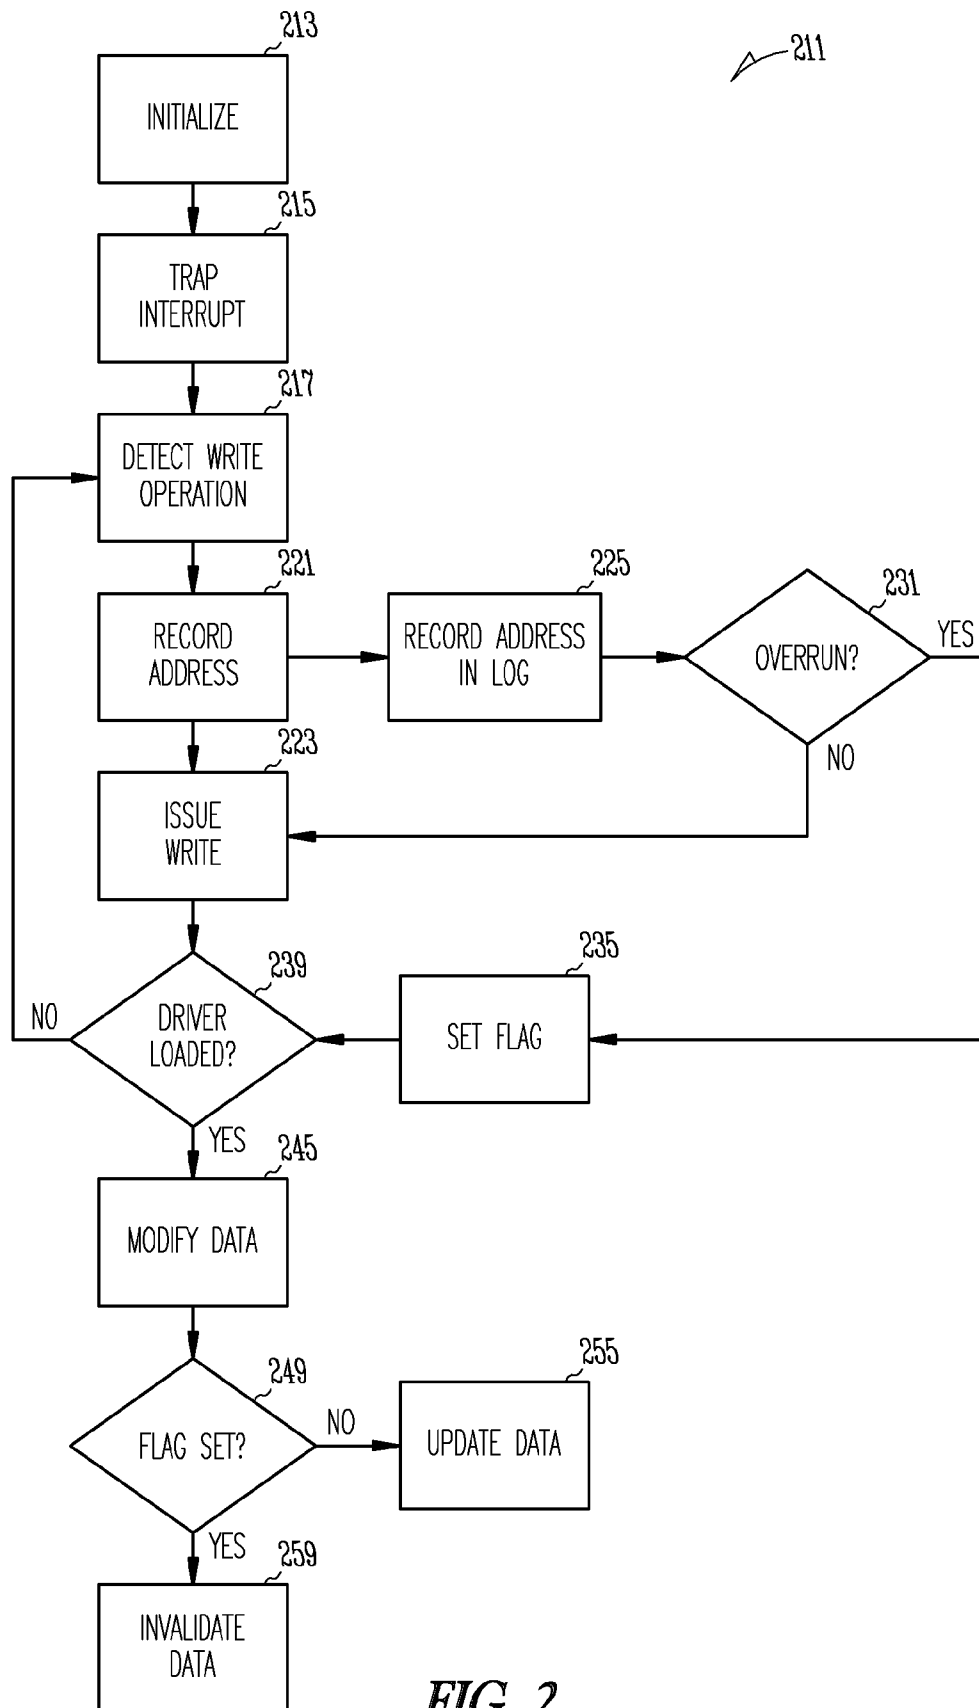 213
211
INITIALIZE
215
TRAP
INTERRUPT
217
DETECT WRITE
OPERATION
221
RECORD
ADDRESS
225
RECORD ADDRESS
IN LOG
231
OVERRUN?
YES
NO
223
ISSUE
WRITE
239
DRIVER
LOADED?
NO
235
SET FLAG
YES
245
MODIFY DATA
249
FLAG SET?
NO
255
UPDATE DATA
YES
259
INVALIDATE
DATA
FIG. 2